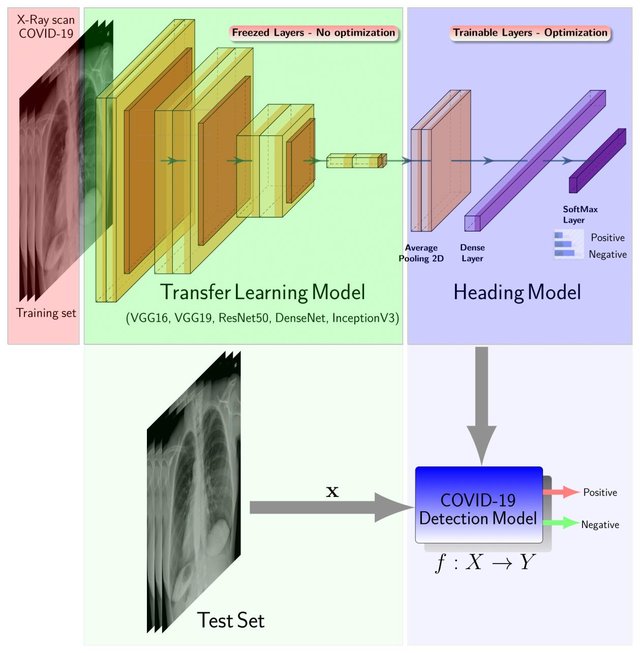 X-Ray scan
COVID-19
Freezed Layers - No optimization
Trainable Layers - Optimization
Average
Pooling 2D
Dense
Layer
SoftMax
Layer
Positive
Negative
Training set
Transfer Learning Model
(VGG16, VGG19, ResNet50, DenseNet, InceptionV3)
Heading Model
x
COVID-19
Detection Model
Positive
Negative
f : X → Y
Test Set